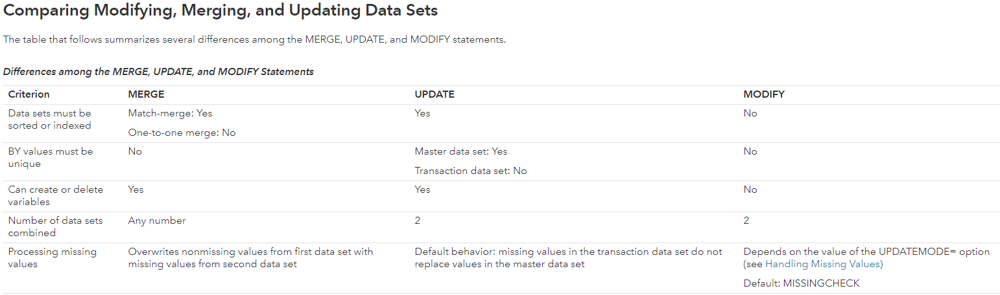 Comparing Modifying, Merging, and Updating Data Sets
The table that follows summarizes several differences among the MERGE, UPDATE, and MODIFY statements.
Differences among the MERGE, UPDATE, and MODIFY Statements
Criterion MERGE UPDATE MODIFY
Data sets must be sorted or indexed
Match-merge: Yes
One-to-one merge: No
Yes
No
BY values must be unique
No
Master data set: Yes
Transaction data set: No
No
Can create or delete variables
Yes
Yes
No
Number of data sets combined
Any number
2
2
Processing missing values
Overwrites nonmissing values from first data set with missing values from second data set
Default behavior: missing values in the transaction data set do not replace values in the master data set
Depends on the value of the UPDATEMODE= option (see Handling Missing Values)
Default: MISSINGCHECK